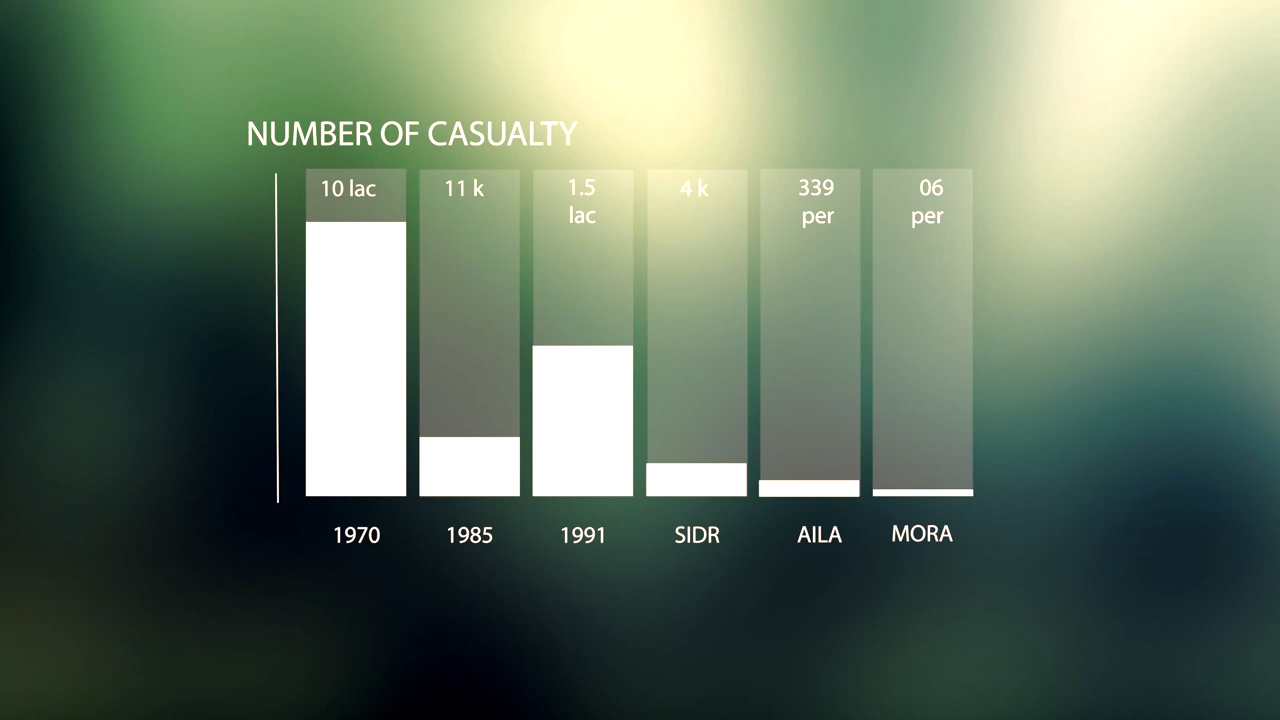 NUMBER OF CASUALTY
10 lac
11 k
1.5
lac
4 k
339
per
06
per
1970
1985
1991
SIDR
AILA
MORA